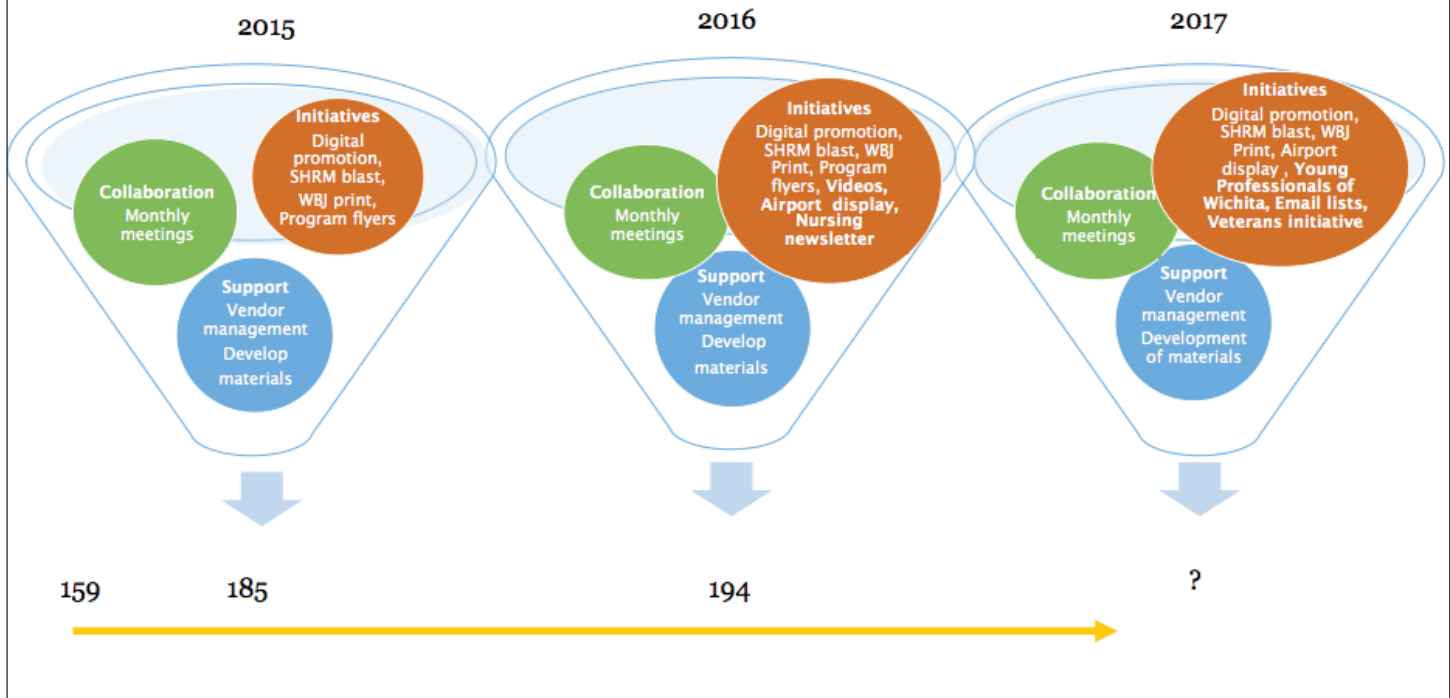 2015
Collaboration
Monthly
meetings
Initiatives
Digital
promotion,
SHRM blast,
WBJ print,
Program flyers
Support
Vendor
management
Develop
materials
2016
Collaboration
Monthly
meetings
Initiatives
Digital promotion,
SHRM blast, WBJ
Print, Program
flyers, Videos,
Airport display,
Nursing
newsletter
Support
Vendor
management
Develop
materials
2017
Collaboration
Monthly
meetings
Initiatives
Digital promotion,
SHRM blast, WBJ
Print, Airport
display , Young
Professionals of
Wichita, Email lists,
Veterans initiative
Support
Vendor
management
Development
of materials
159
185
194
?